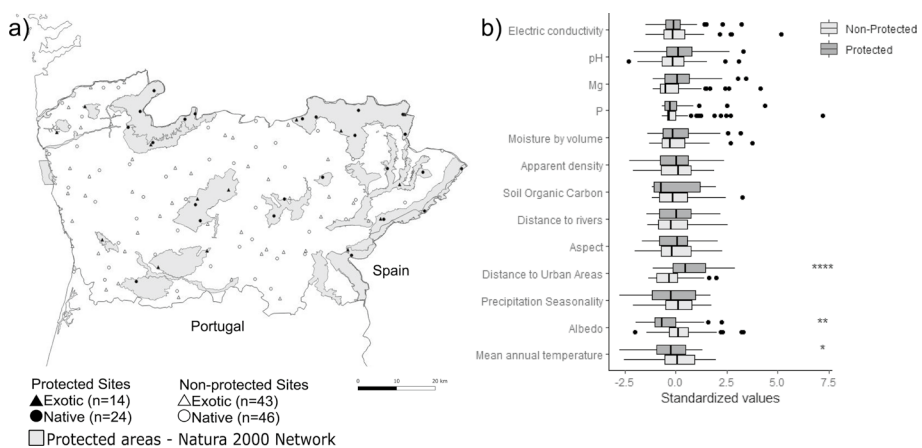 a)
Spain
Portugal
Protected Sites
Exotic (n=14)
Native (n=24)
Non-protected Sites
Exotic (n=43)
Native (n=46)
Protected areas - Natura 2000 Network
0 10 20 km
b)
Non-Protected
Protected
Electric conductivity
pH
Mg
P
Moisture by volume
Apparent density
Soil Organic Carbon
Distance to rivers
Aspect
Distance to Urban Areas ****
Precipitation Seasonality
Albedo **
Mean annual temperature *
-2.5 0.0 2.5 5.0 7.5
Standardized values